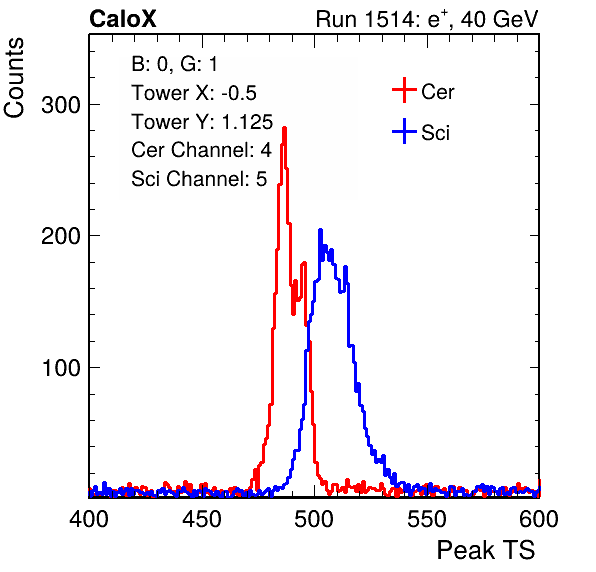 CaloX
Run 1514: e⁺, 40 GeV
B: 0, G: 1
Tower X: -0.5
Tower Y: 1.125
Cer Channel: 4
Sci Channel: 5
Cer
Sci
Counts
300
200
100
400 450 500 550 600
Peak TS